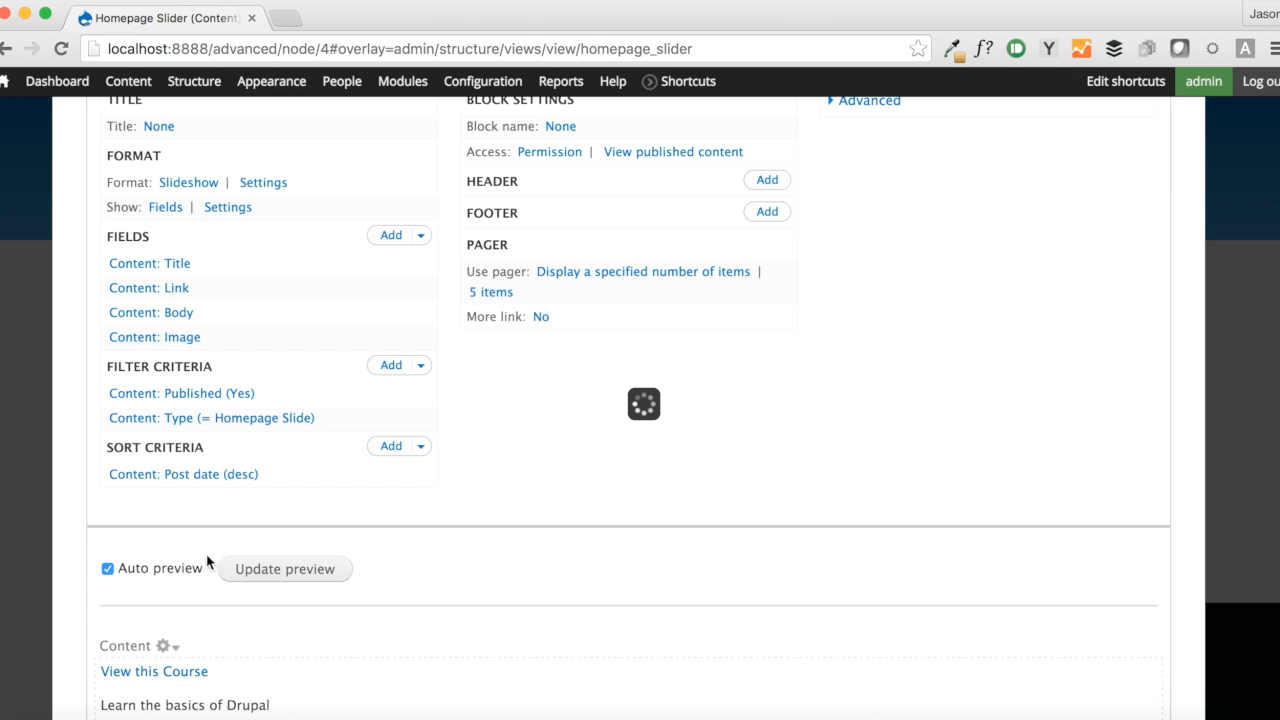 Homepage Slider (Content)
Jason
localhost:8888/advanced/node/4#overlay=admin/structure/views/view/homepage_slider
f?
Y
A
Dashboard Content Structure Appearance People Modules Configuration Reports Help Shortcuts Edit shortcuts admin Log ou
TITLE
Title: None
FORMAT
Format: Slideshow | Settings
Show: Fields | Settings
FIELDS Add
Content: Title
Content: Link
Content: Body
Content: Image
FILTER CRITERIA Add
Content: Published (Yes)
Content: Type (= Homepage Slide)
SORT CRITERIA Add
Content: Post date (desc)
BLOCK SETTINGS
Block name: None
Access: Permission | View published content
HEADER Add
FOOTER Add
PAGER
Use pager: Display a specified number of items |
5 items
More link: No
Advanced
Auto preview Update preview
Content
View this Course
Learn the basics of Drupal